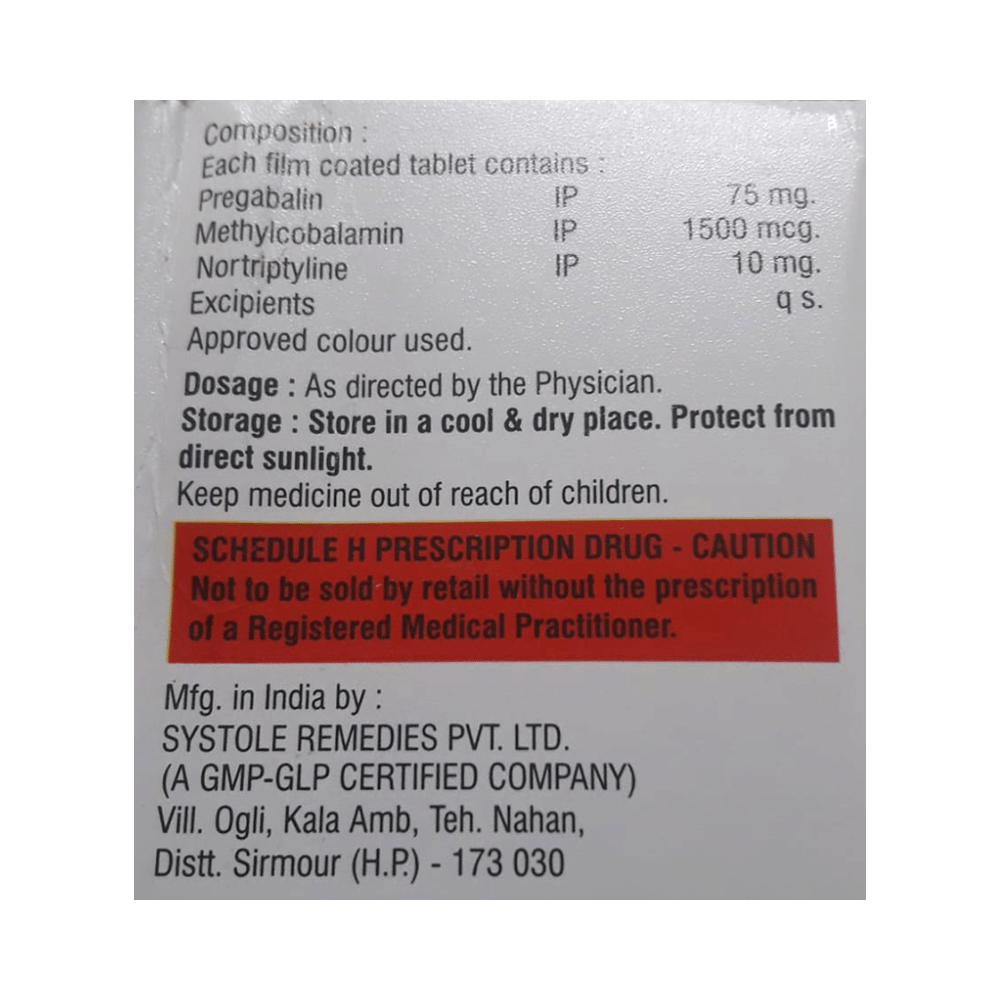 Composition :
Each film coated tablet contains :
Pregabalin IP 75 mg.
Methylcobalamin IP 1500 mcg.
Nortriptyline IP 10 mg.
Excipients q s.
Approved colour used.
Dosage : As directed by the Physician.
Storage : Store in a cool & dry place. Protect from
direct sunlight.
Keep medicine out of reach of children.
SCHEDULE H PRESCRIPTION DRUG - CAUTION
Not to be sold by retail without the prescription
of a Registered Medical Practitioner.
Mfg. in India by :
SYSTOLE REMEDIES PVT. LTD.
(A GMP-GLP CERTIFIED COMPANY)
Vill. Ogli, Kala Amb, Teh. Nahan,
Distt. Sirmour (H.P.) - 173 030